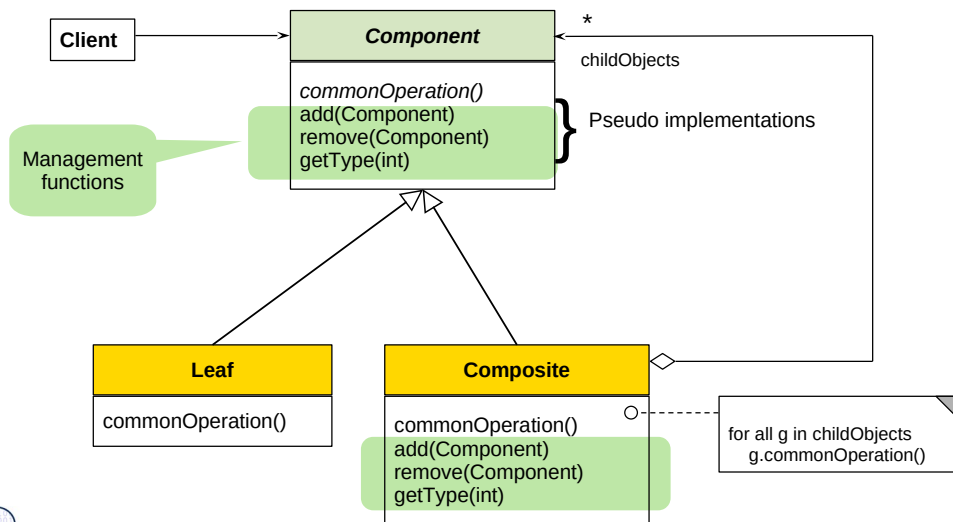 Client
Component
*
childObjects
commonOperation()
add(Component)
remove(Component)
getType(int)
}
Pseudo implementations
Management
functions
Leaf
commonOperation()
Composite
commonOperation()
add(Component)
remove(Component)
getType(int)
for all g in childObjects
g.commonOperation()